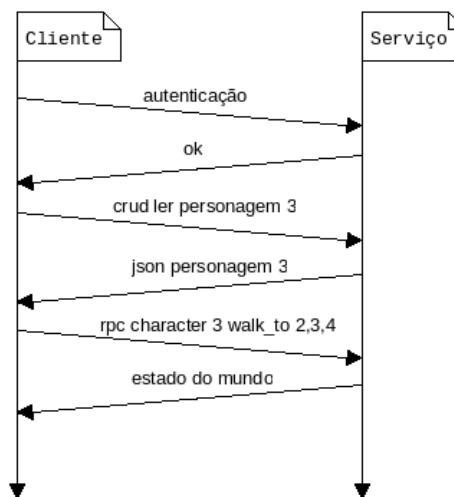 Cliente
Serviço
autenticação
ok
crud ler personagem 3
json personagem 3
rpc character 3 walk_to 2,3,4
estado do mundo